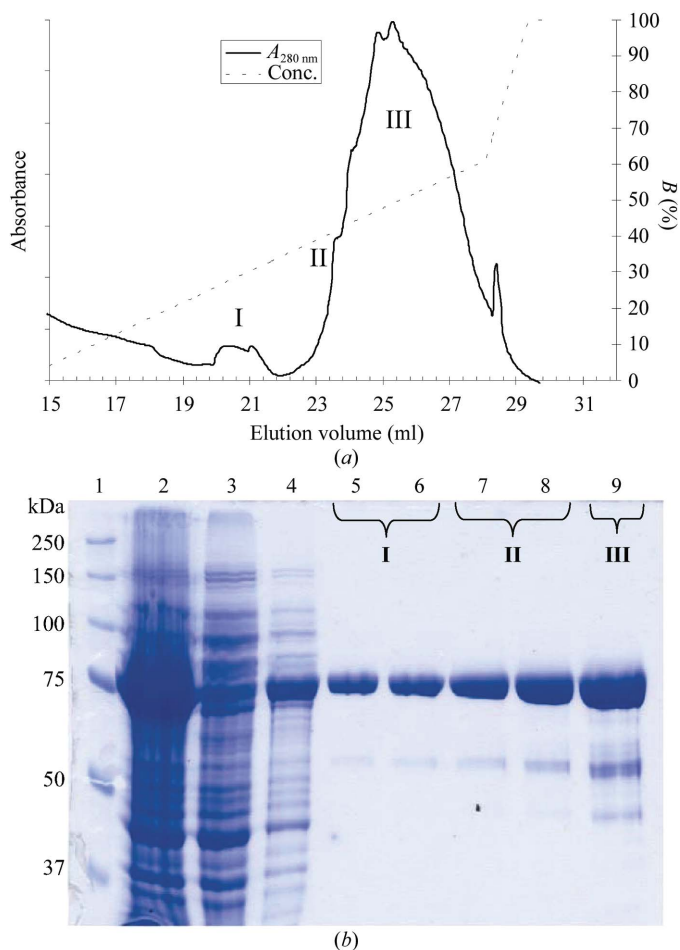 A280 nm
Conc.
I
II
III
Absorbance
100
90
80
70
60
50
40
30
20
10
0
B (%)
15 17 19 21 23 25 27 29 31
Elution volume (ml)
(a)
1 2 3 4 5 6 7 8 9
kDa
I II III
250
150
100
75
50
37
(b)